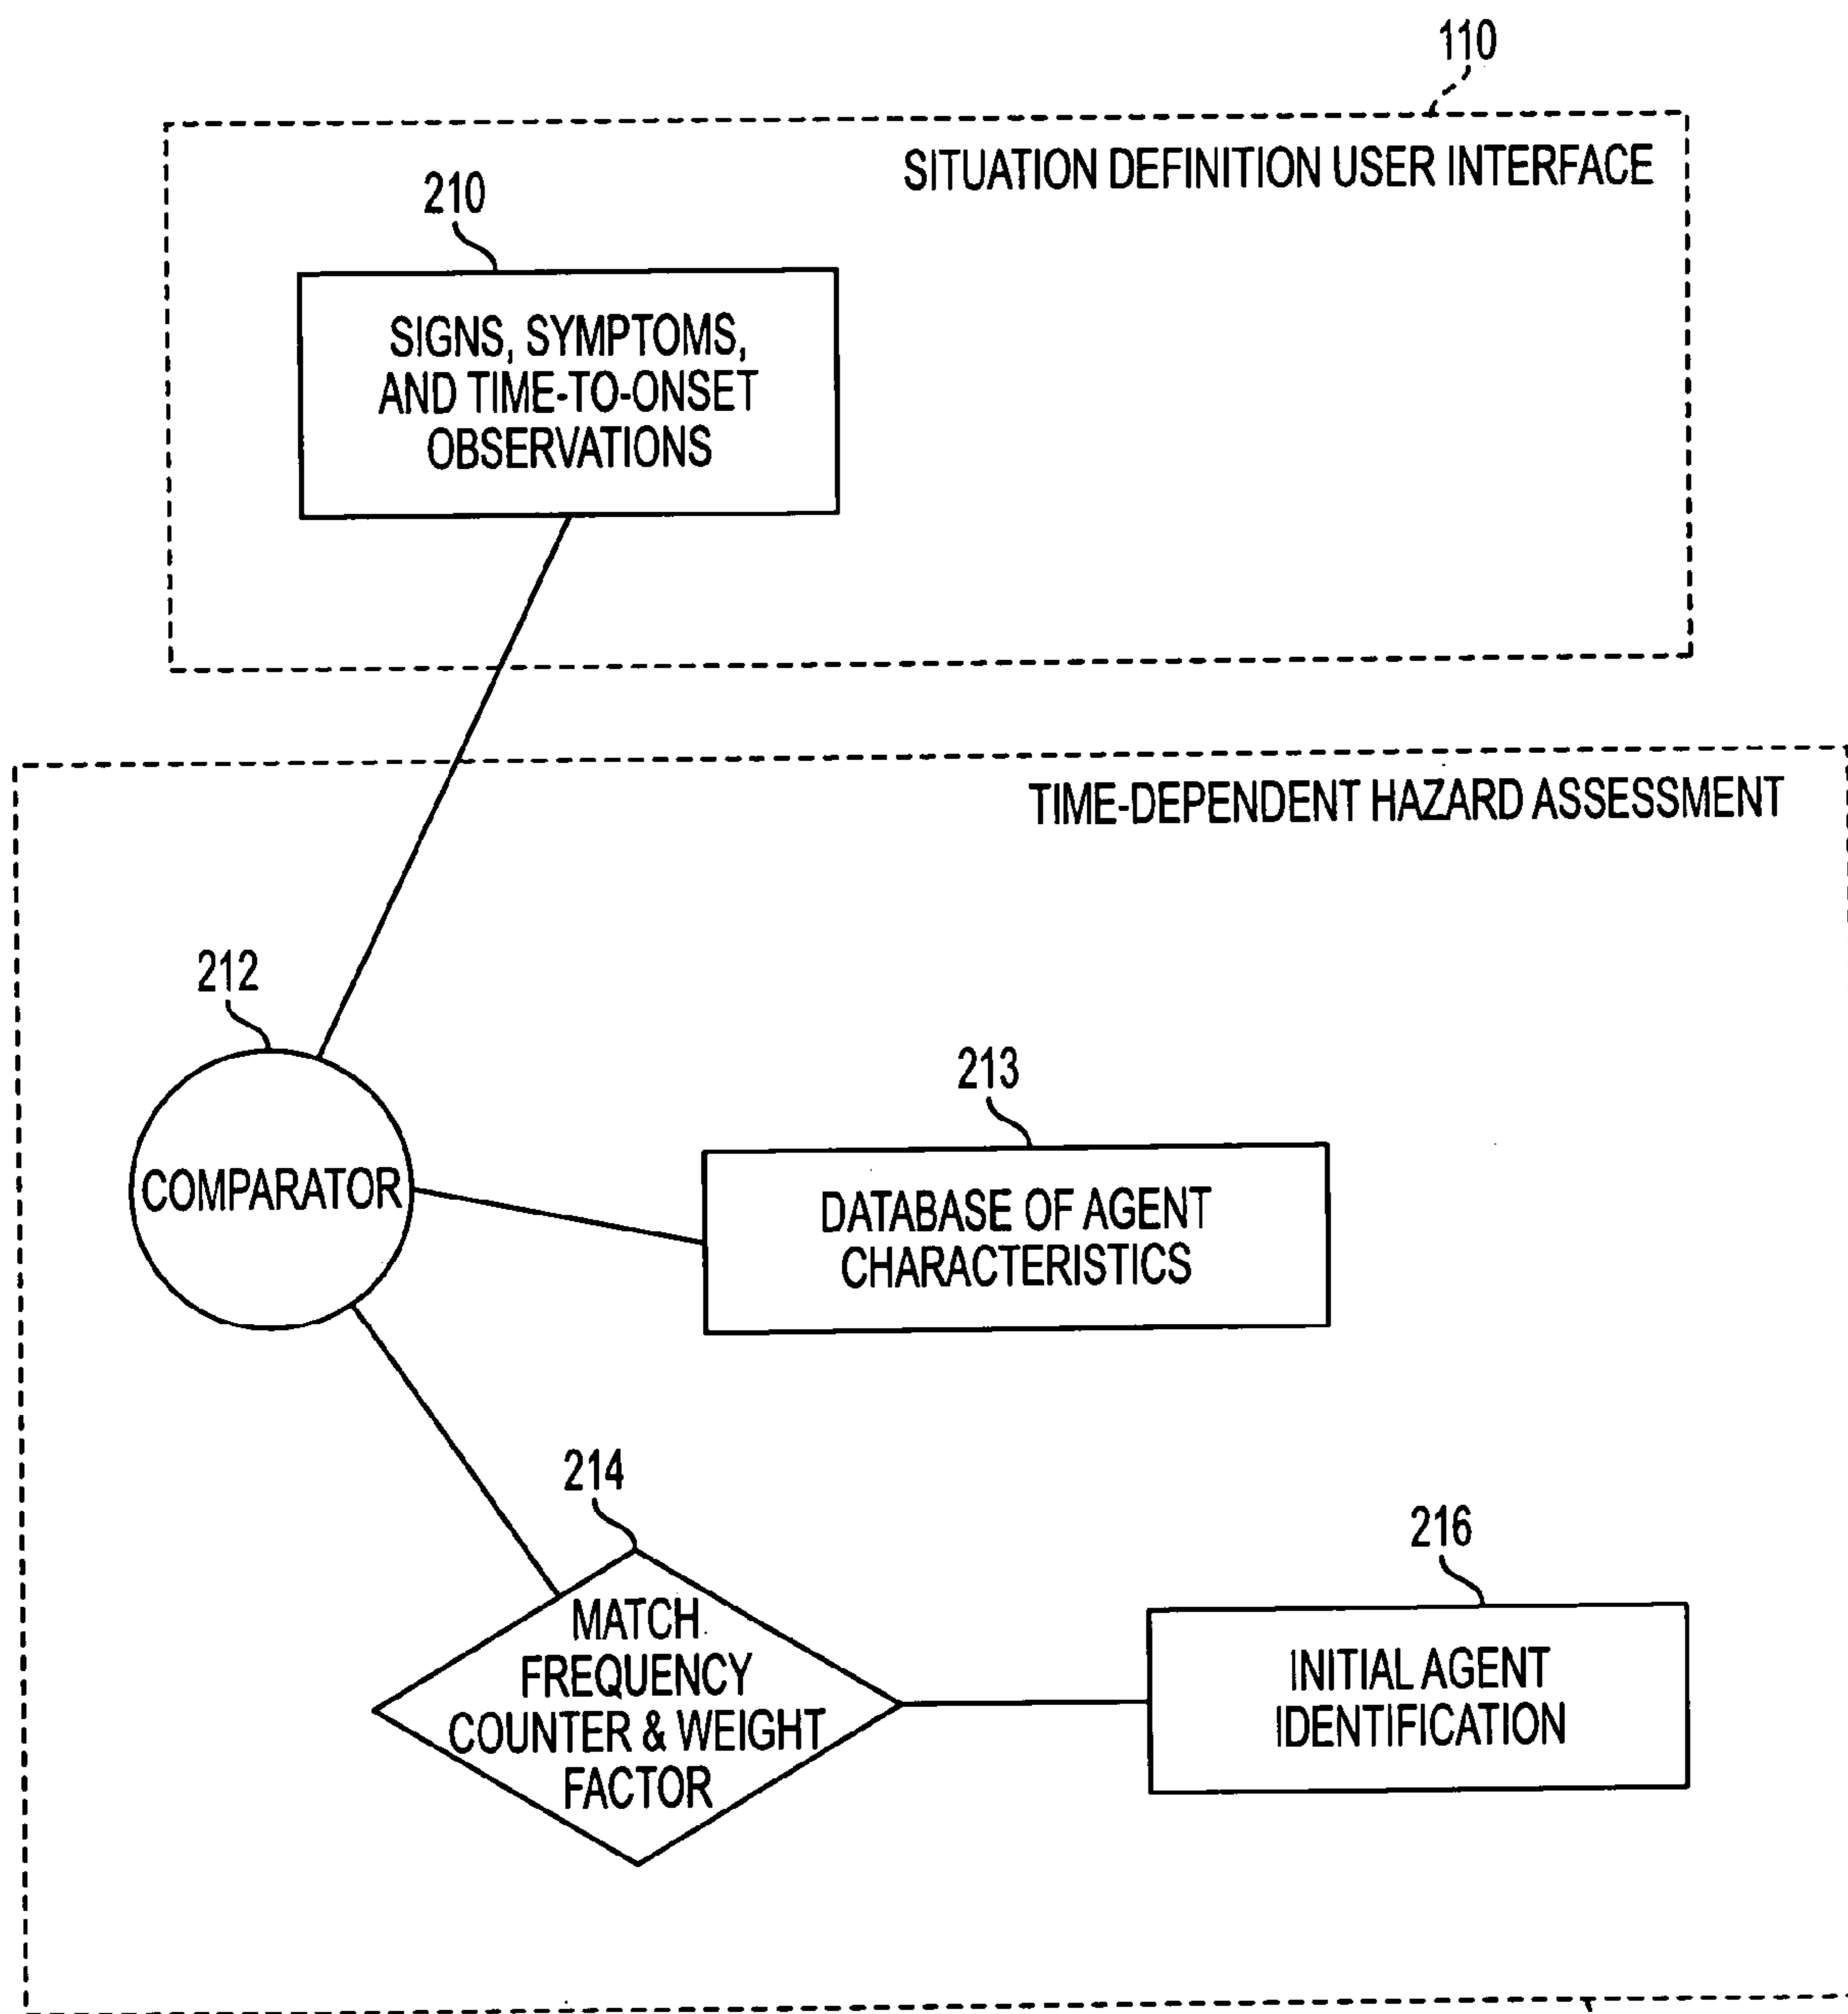 110
SITUATION DEFINITION USER INTERFACE
210
SIGNS, SYMPTOMS,
AND TIME-TO-ONSET
OBSERVATIONS
TIME-DEPENDENT HAZARD ASSESSMENT
212
COMPARATOR
213
DATABASE OF AGENT
CHARACTERISTICS
214
MATCH
FREQUENCY
COUNTER & WEIGHT
FACTOR
216
INITIAL AGENT
IDENTIFICATION